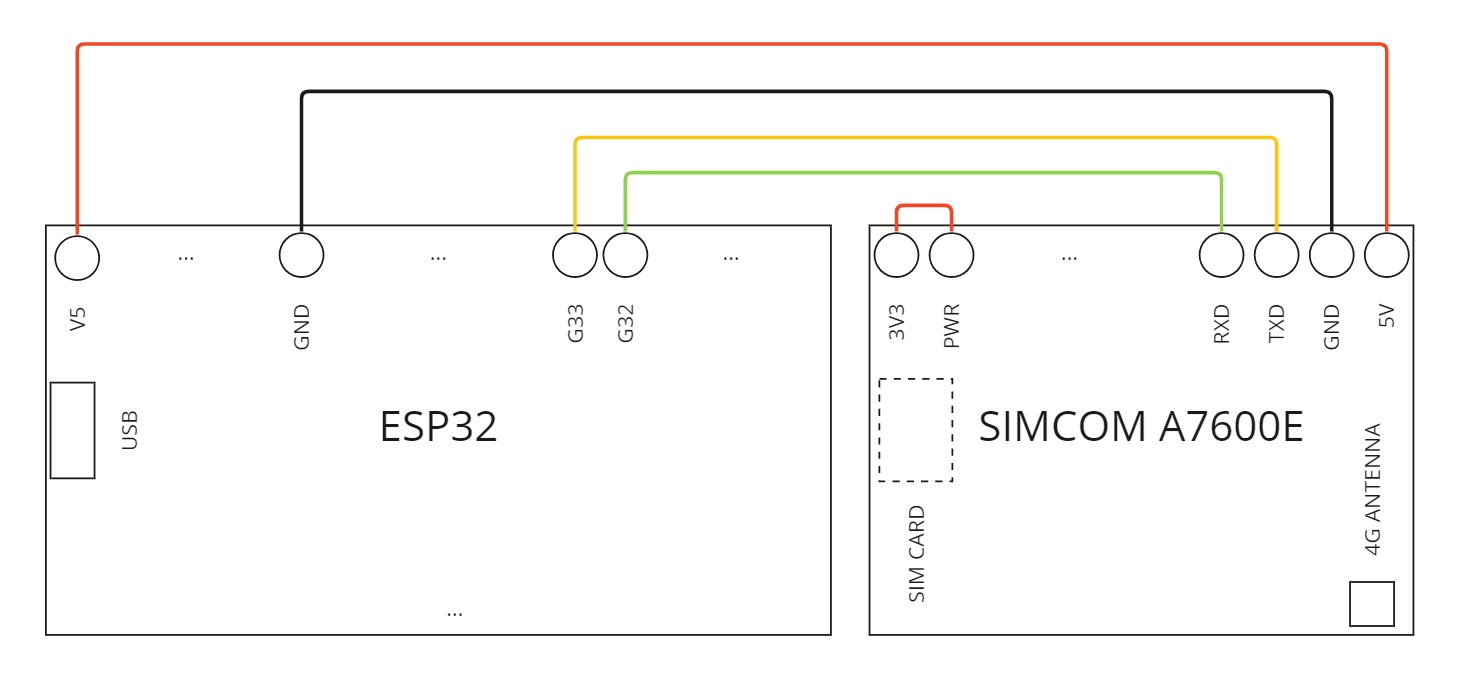 ... ... ...
V5
GND
G33
G32
USB
ESP32
...
...
3V3
PWR
RXD
TXD
GND
5V
SIMCOM A7600E
SIM CARD
4G ANTENNA